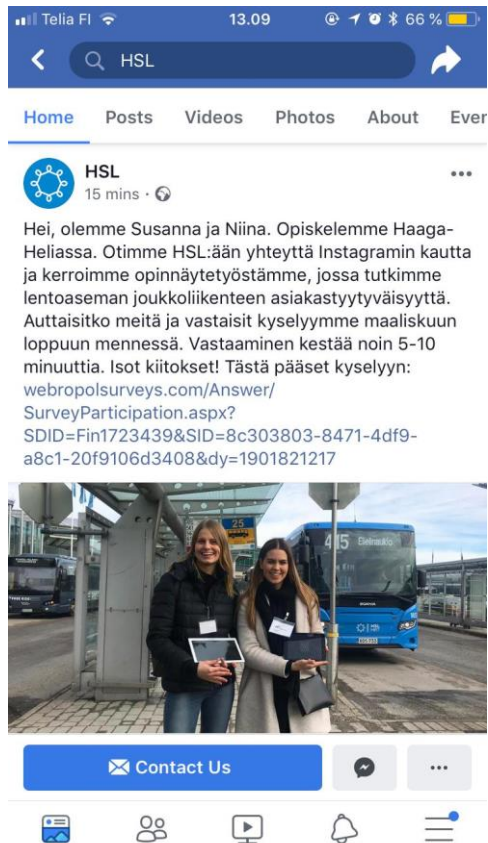 Telia FI 13.09 66 %
HSL
Home Posts Videos Photos About Ever
HSL
15 mins ·
Hei, olemme Susanna ja Niina. Opiskelemme Haaga-
Heliassa. Otimme HSL:ään yhteyttä Instagramin kautta
ja kerroimme opinnäytetyöstämme, jossa tutkimme
lentoaseman joukkoliikenteen asiakastyytyväisyyttä.
Auttaisitko meitä ja vastaisit kyselyymme maaliskuun
loppuun mennessä. Vastaaminen kestää noin 5-10
minuuttia. Isot kiitokset! Tästä pääset kyselyyn:
webropolsurveys.com/Answer/
SurveyParticipation.aspx?
SDID=Fin1723439&SID=8c303803-8471-4df9-
a8c1-20f9106d3408&dy=1901821217
25
415 Elielinaukio
SCANIA
Contact Us